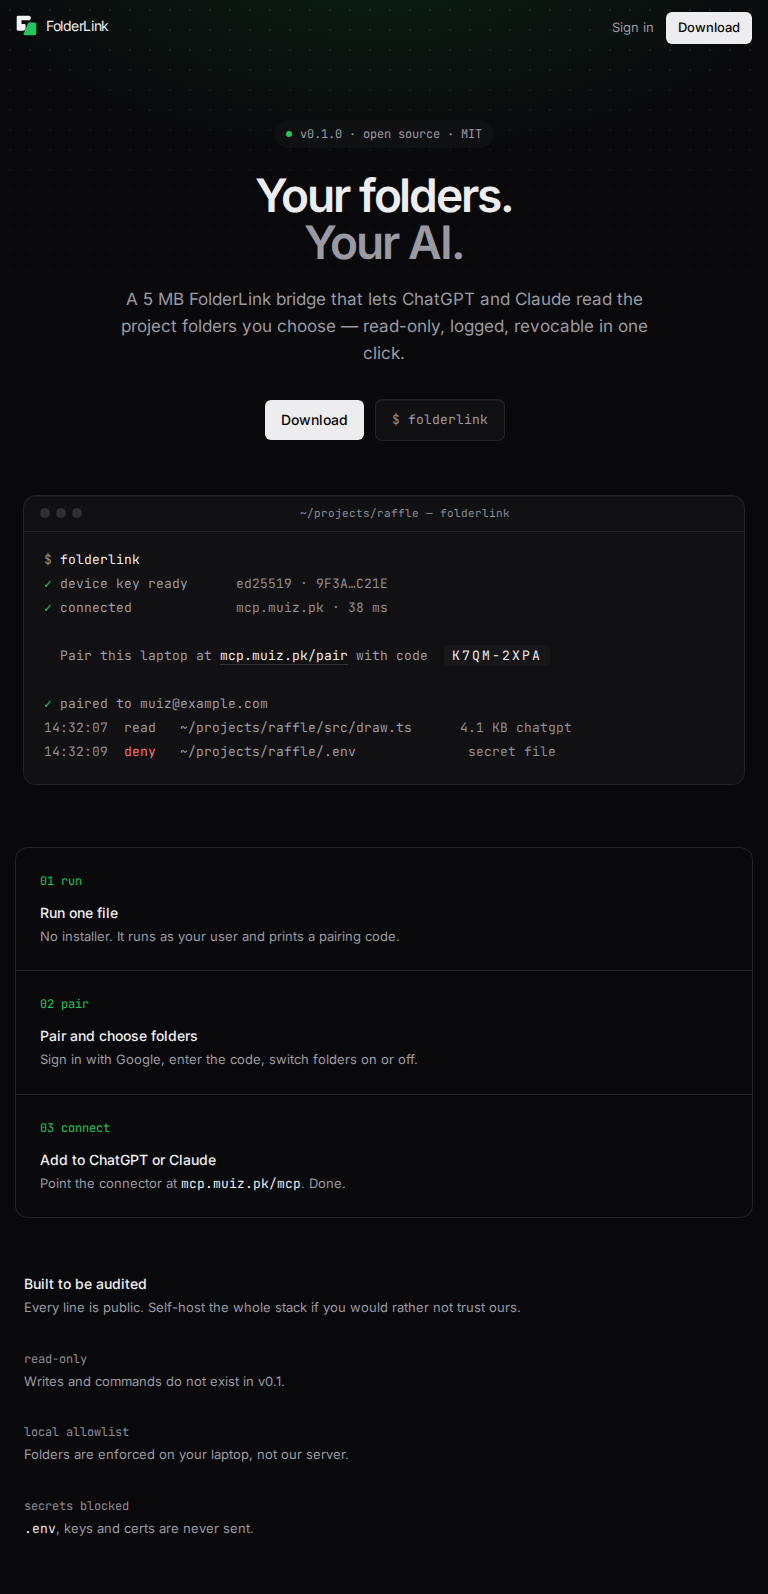 FolderLink
Sign in
Download
v0.1.0 · open source · MIT
Your folders.
Your AI.
A 5 MB FolderLink bridge that lets ChatGPT and Claude read the
project folders you choose — read-only, logged, revocable in one
click.
Download
$ folderlink
~/projects/raffle — folderlink
$ folderlink
✓ device key ready ed25519 · 9F3A…C21E
✓ connected mcp.muiz.pk · 38 ms
Pair this laptop at mcp.muiz.pk/pair with code K7QM-2XPA
✓ paired to muiz@example.com
14:32:07 read ~/projects/raffle/src/draw.ts 4.1 KB chatgpt
14:32:09 deny ~/projects/raffle/.env secret file
01 run
Run one file
No installer. It runs as your user and prints a pairing code.
02 pair
Pair and choose folders
Sign in with Google, enter the code, switch folders on or off.
03 connect
Add to ChatGPT or Claude
Point the connector at mcp.muiz.pk/mcp. Done.
Built to be audited
Every line is public. Self-host the whole stack if you would rather not trust ours.
read-only
Writes and commands do not exist in v0.1.
local allowlist
Folders are enforced on your laptop, not our server.
secrets blocked
.env, keys and certs are never sent.